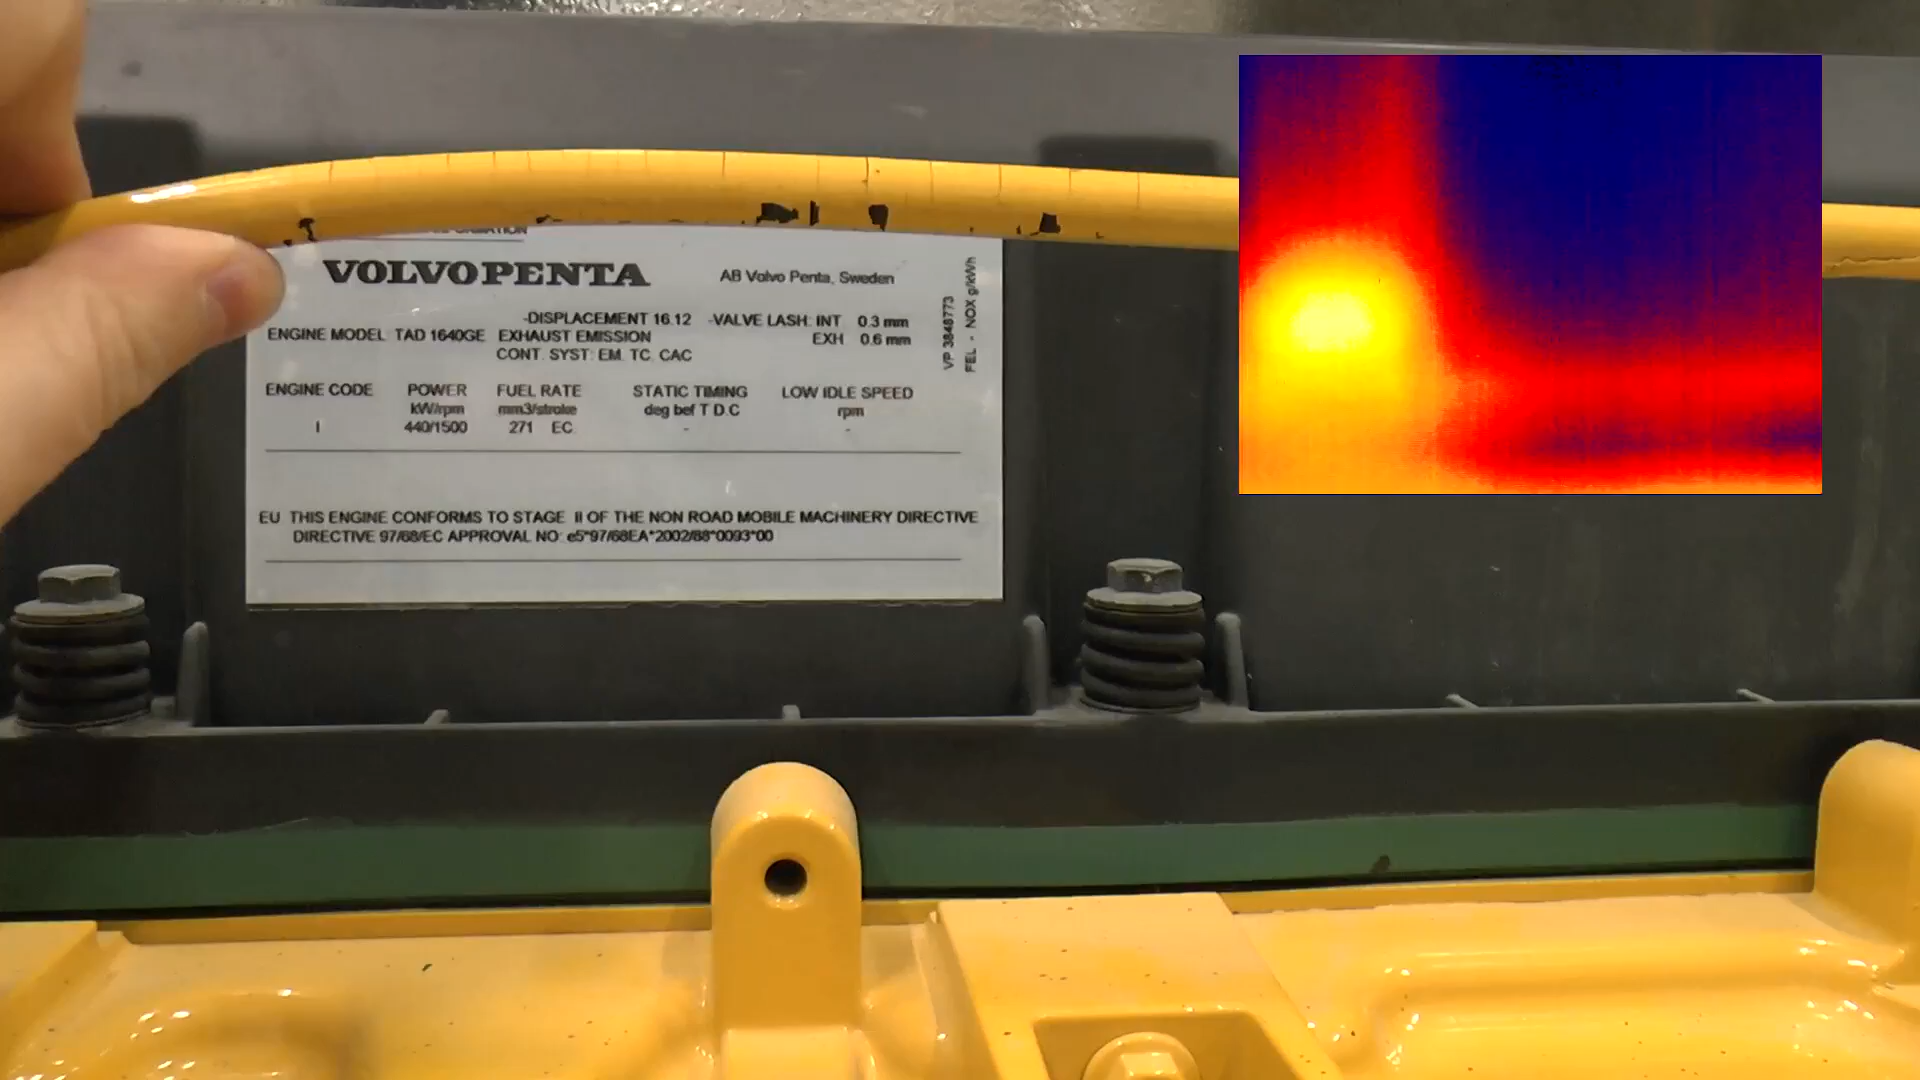 VOLVO PENTA
AB Volvo Penta, Sweden
-DISPLACEMENT 16.12 -VALVE LASH: INT 0.3 mm
ENGINE MODEL TAD 1640GE EXHAUST EMISSION EXH 0.6 mm
CONT. SYST: EM. TC. CAC
ENGINE CODE POWER FUEL RATE STATIC TIMING LOW IDLE SPEED
kW/rpm mm3/stroke deg bef T D.C rpm
I 440/1500 271 EC - -
EU THIS ENGINE CONFORMS TO STAGE II OF THE NON ROAD MOBILE MACHINERY DIRECTIVE
DIRECTIVE 97/68/EC APPROVAL NO: e5*97/68EA*2002/88*0093*00
VP 3848773
FEL - NOX g/kWh